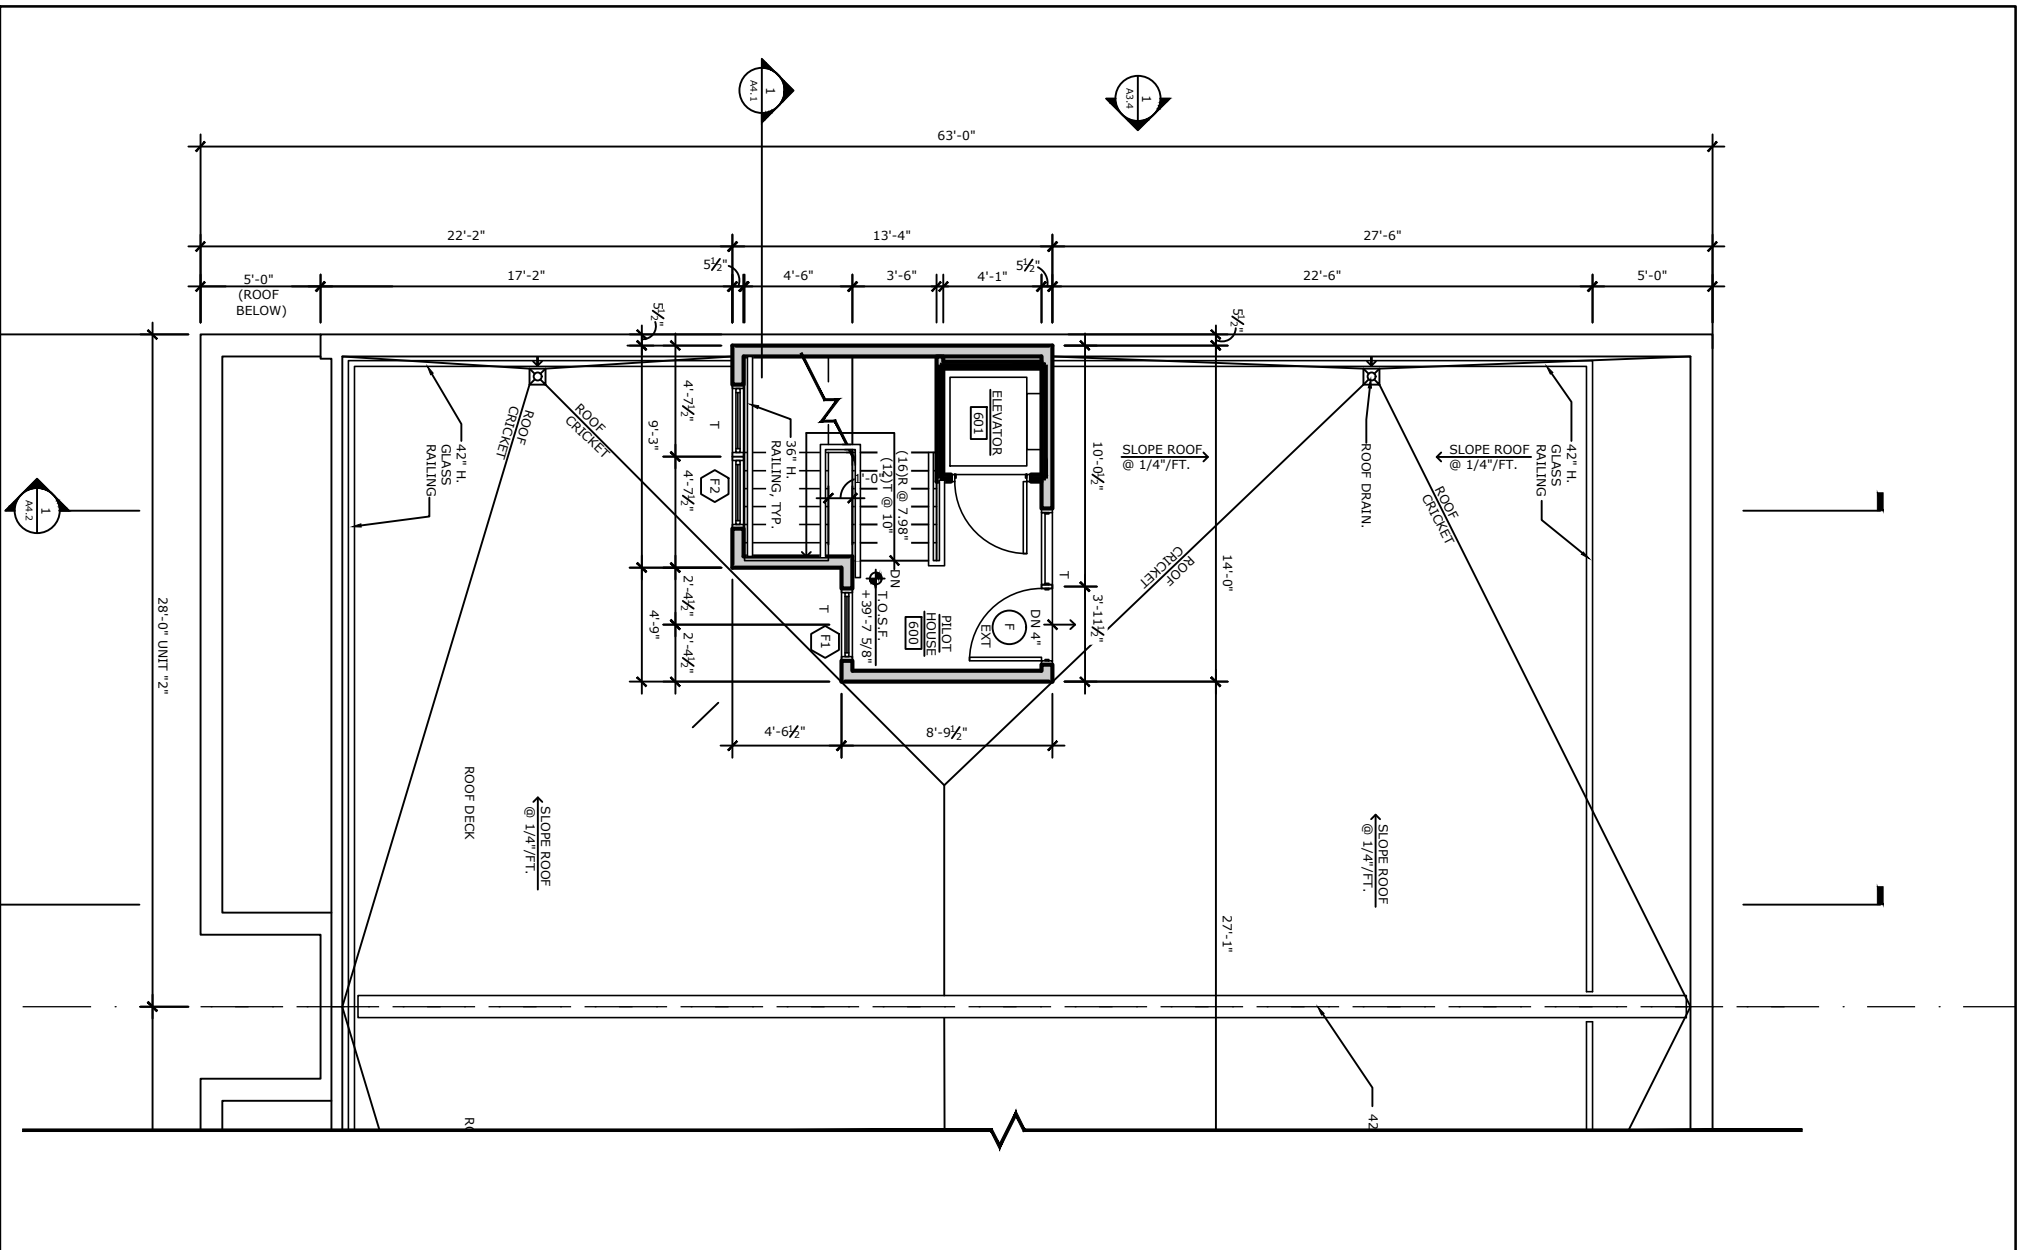 1
A4.1
1
A3.4
63'-0"
22'-2"
13'-4"
27'-6"
5'-0"
(ROOF
BELOW)
17'-2"
5½"
4'-6"
3'-6"
4'-1"
5½"
22'-6"
5'-0"
5½"
5½"
4'-7½"
9'-3"
4'-7½"
2'-4½"
4'-9"
2'-4½"
T
F2
T
F1
ROOF
CRICKET
ROOF
CRICKET
42" H.
GLASS
RAILING
36" H.
RAILING, TYP.
1'-0"
(16)R @ 7.98"
(12)T @ 10"
DN
ELEVATOR
601
T.O.S.F.
+39'-7 5/8"
PILOT
HOUSE
600
F
EXT
DN 4"
T
10'-0½"
3'-11½"
14'-0"
SLOPE ROOF
@ 1/4"/FT.
ROOF DRAIN.
SLOPE ROOF
@ 1/4"/FT.
42" H.
GLASS
RAILING
ROOF
CRICKET
ROOF
CRICKET
1
A4.2
28'-0" UNIT "2"
4'-6½"
8'-9½"
ROOF DECK
SLOPE ROOF
@ 1/4"/FT.
SLOPE ROOF
@ 1/4"/FT.
27'-1"
42